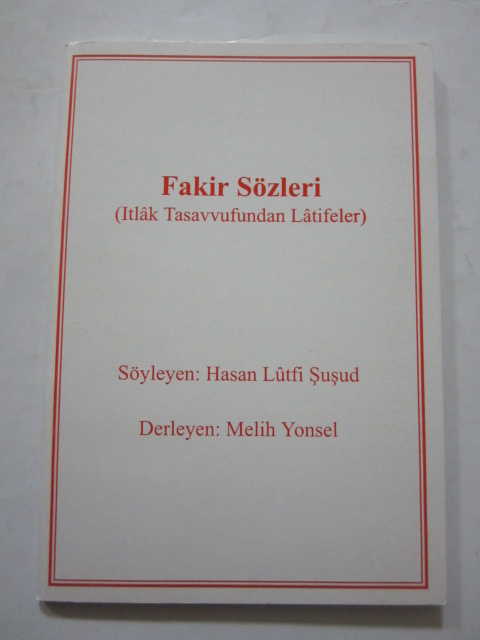 Fakir Sözleri
(Itlâk Tasavvufundan Lâtifeler)
Söyleyen: Hasan Lûtfi Şuşud
Derleyen: Melih Yonsel